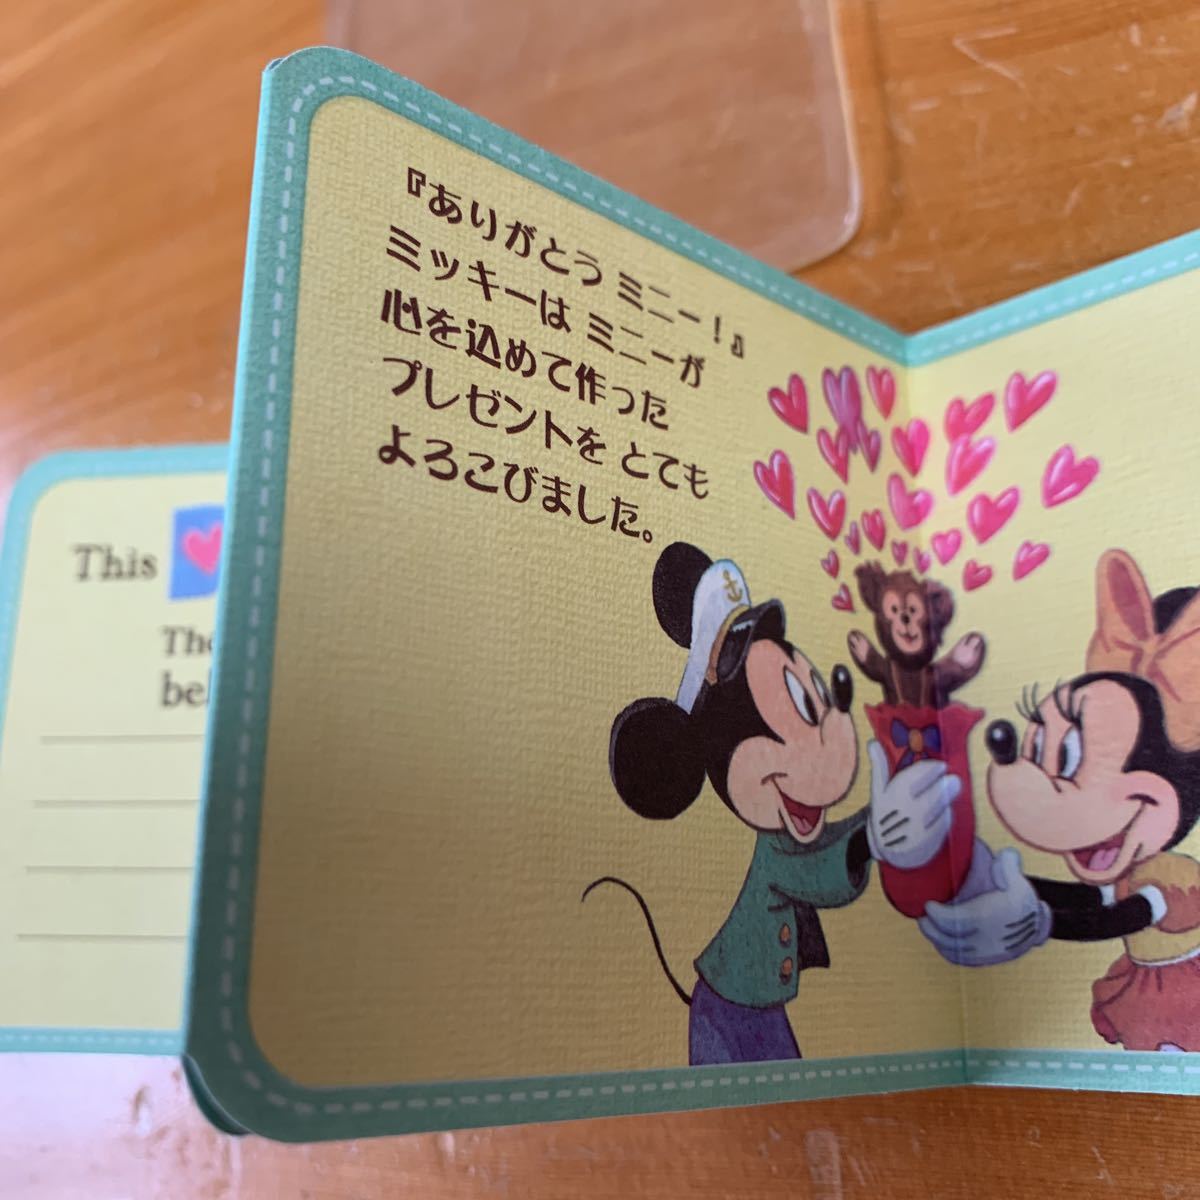 『ありがとう ミニー！』
ミッキーは ミニーが
心を込めて作った
プレゼントを とても
よろこびました。
This
The
be